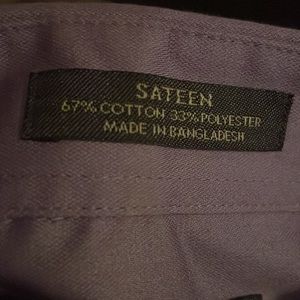 SATEEN
67% COTTON 33% POLYESTER
MADE IN BANGLADESH